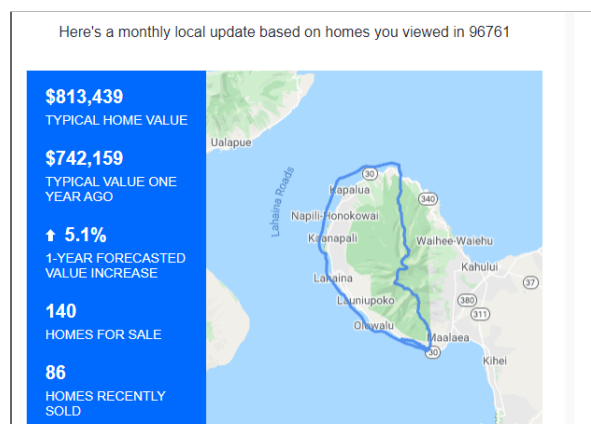 Here's a monthly local update based on homes you viewed in 96761
$813,439
TYPICAL HOME VALUE
$742,159
TYPICAL VALUE ONE
YEAR AGO
5.1%
1-YEAR FORECASTED
VALUE INCREASE
140
HOMES FOR SALE
86
HOMES RECENTLY
SOLD
Ualapue
Lahaina Roads
30
Kapalua
340
Napili-Honokowai
Kaanapali
Waihee-Waiehu
Kahului
Lahaina
37
Launiupoko
380
311
Olowalu
Maalaea
30
Kihei